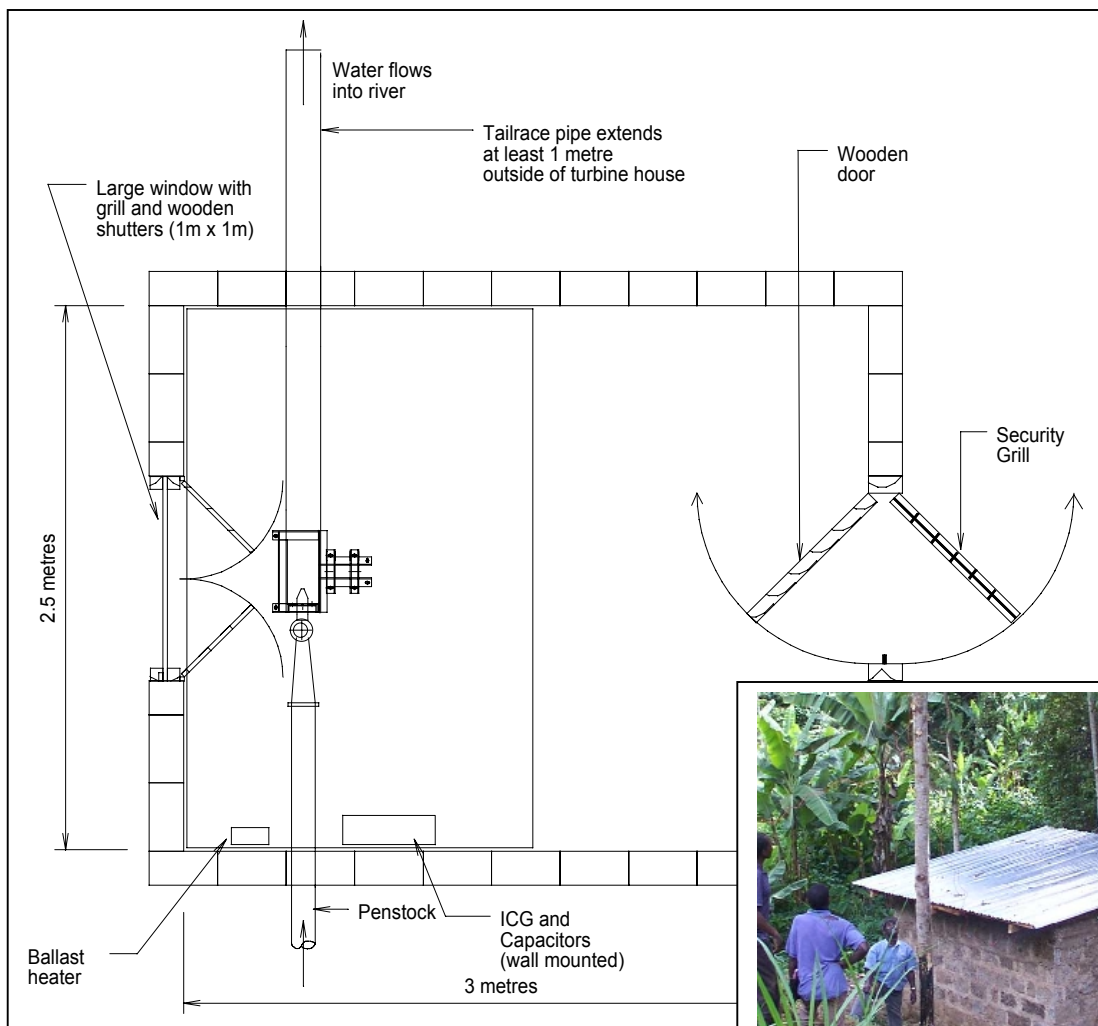 Water flows
into river
Tailrace pipe extends
at least 1 metre
outside of turbine house
Wooden
door
Large window with
grill and wooden
shutters (1m x 1m)
Security
Grill
2.5 metres
Penstock
ICG and
Capacitors
(wall mounted)
Ballast
heater
3 metres